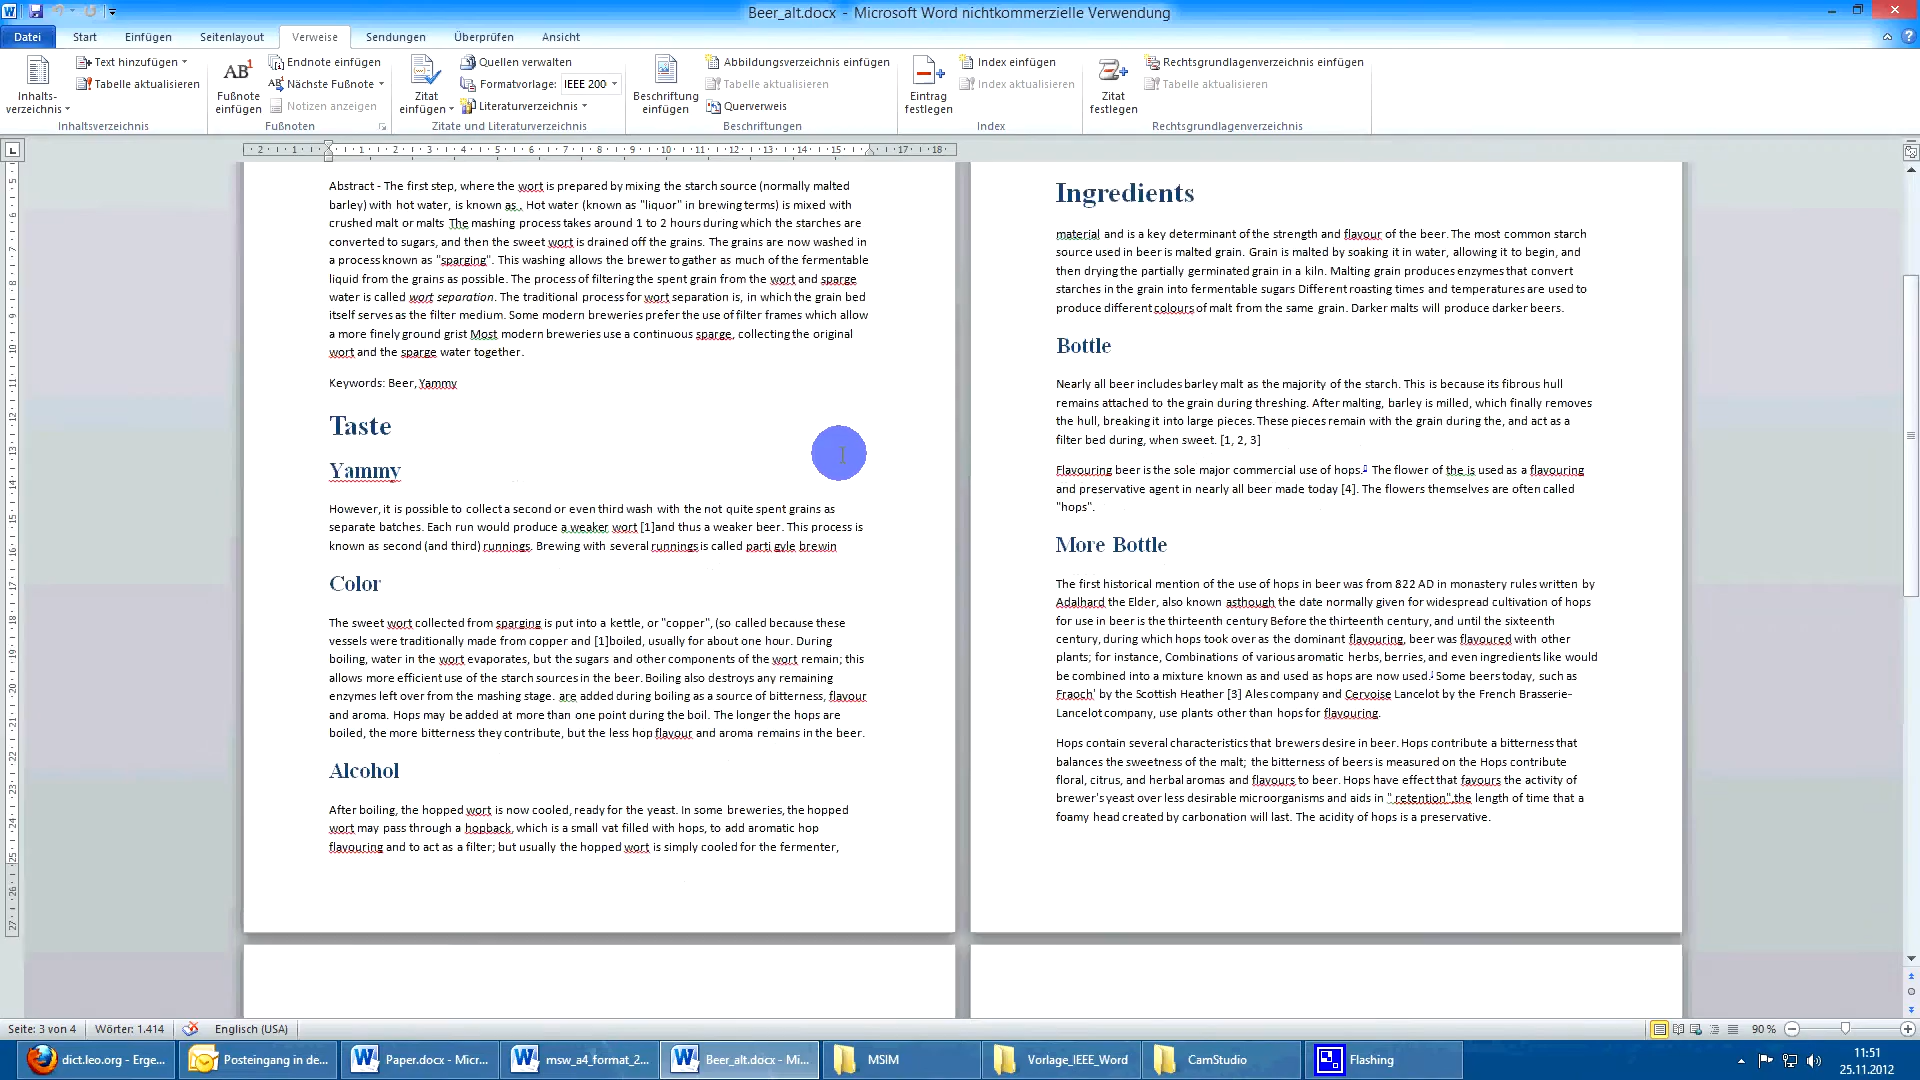 Beer_alt.docx - Microsoft Word nichtkommerzielle Verwendung
Datei Start Einfügen Seitenlayout Verweise Sendungen Überprüfen Ansicht
Inhalts-
verzeichnis
Text hinzufügen
Tabelle aktualisieren
Inhaltsverzeichnis
AB1
Fußnote
einfügen
Endnote einfügen
Nächste Fußnote
Notizen anzeigen
Fußnoten
Zitat
einfügen
Quellen verwalten
Formatvorlage: IEEE 200
Literaturverzeichnis
Zitate und Literaturverzeichnis
Beschriftung
einfügen
Abbildungsverzeichnis einfügen
Tabelle aktualisieren
Querverweis
Beschriftungen
Eintrag
festlegen
Index einfügen
Index aktualisieren
Index
Zitat
festlegen
Rechtsgrundlagenverzeichnis einfügen
Tabelle aktualisieren
Rechtsgrundlagenverzeichnis
Abstract - The first step, where the wort is prepared by mixing the starch source (normally malted
barley) with hot water, is known as . Hot water (known as "liquor" in brewing terms) is mixed with
crushed malt or malts The mashing process takes around 1 to 2 hours during which the starches are
converted to sugars, and then the sweet wort is drained off the grains. The grains are now washed in
a process known as "sparging". This washing allows the brewer to gather as much of the fermentable
liquid from the grains as possible. The process of filtering the spent grain from the wort and sparge
water is called wort separation. The traditional process for wort separation is, in which the grain bed
itself serves as the filter medium. Some modern breweries prefer the use of filter frames which allow
a more finely ground grist Most modern breweries use a continuous sparge, collecting the original
wort and the sparge water together.
Keywords: Beer, Yammy
Taste
Yammy
However, it is possible to collect a second or even third wash with the not quite spent grains as
separate batches. Each run would produce a weaker wort [1]and thus a weaker beer. This process is
known as second (and third) runnings. Brewing with several runnings is called parti gyle brewin
Color
The sweet wort collected from sparging is put into a kettle, or "copper", (so called because these
vessels were traditionally made from copper and [1]boiled, usually for about one hour. During
boiling, water in the wort evaporates, but the sugars and other components of the wort remain; this
allows more efficient use of the starch sources in the beer. Boiling also destroys any remaining
enzymes left over from the mashing stage. are added during boiling as a source of bitterness, flavour
and aroma. Hops may be added at more than one point during the boil. The longer the hops are
boiled, the more bitterness they contribute, but the less hop flavour and aroma remains in the beer.
Alcohol
After boiling, the hopped wort is now cooled, ready for the yeast. In some breweries, the hopped
wort may pass through a hopback, which is a small vat filled with hops, to add aromatic hop
flavouring and to act as a filter; but usually the hopped wort is simply cooled for the fermenter,
Ingredients
material and is a key determinant of the strength and flavour of the beer. The most common starch
source used in beer is malted grain. Grain is malted by soaking it in water, allowing it to begin, and
then drying the partially germinated grain in a kiln. Malting grain produces enzymes that convert
starches in the grain into fermentable sugars Different roasting times and temperatures are used to
produce different colours of malt from the same grain. Darker malts will produce darker beers.
Bottle
Nearly all beer includes barley malt as the majority of the starch. This is because its fibrous hull
remains attached to the grain during threshing. After malting, barley is milled, which finally removes
the hull, breaking it into large pieces. These pieces remain with the grain during the, and act as a
filter bed during, when sweet. [1, 2, 3]
Flavouring beer is the sole major commercial use of hops. The flower of the is used as a flavouring
and preservative agent in nearly all beer made today [4]. The flowers themselves are often called
"hops".
More Bottle
The first historical mention of the use of hops in beer was from 822 AD in monastery rules written by
Adalhard the Elder, also known asthough the date normally given for widespread cultivation of hops
for use in beer is the thirteenth century Before the thirteenth century, and until the sixteenth
century, during which hops took over as the dominant flavouring, beer was flavoured with other
plants; for instance, Combinations of various aromatic herbs, berries, and even ingredients like would
be combined into a mixture known as and used as hops are now used. Some beers today, such as
Fraoch' by the Scottish Heather [3] Ales company and Cervoise Lancelot by the French Brasserie-
Lancelot company, use plants other than hops for flavouring.
Hops contain several characteristics that brewers desire in beer. Hops contribute a bitterness that
balances the sweetness of the malt; the bitterness of beers is measured on the Hops contribute
floral, citrus, and herbal aromas and flavours to beer. Hops have effect that favours the activity of
brewer's yeast over less desirable microorganisms and aids in " retention",the length of time that a
foamy head created by carbonation will last. The acidity of hops is a preservative.
Seite: 3 von 4 Wörter: 1.414 Englisch (USA) 90 %
dict.leo.org - Erge... Posteingang in de... Paper.docx - Micr... msw_a4_format_2... Beer_alt.docx - Mi... MSIM Vorlage_IEEE_Word CamStudio Flashing
11:51
25.11.2012